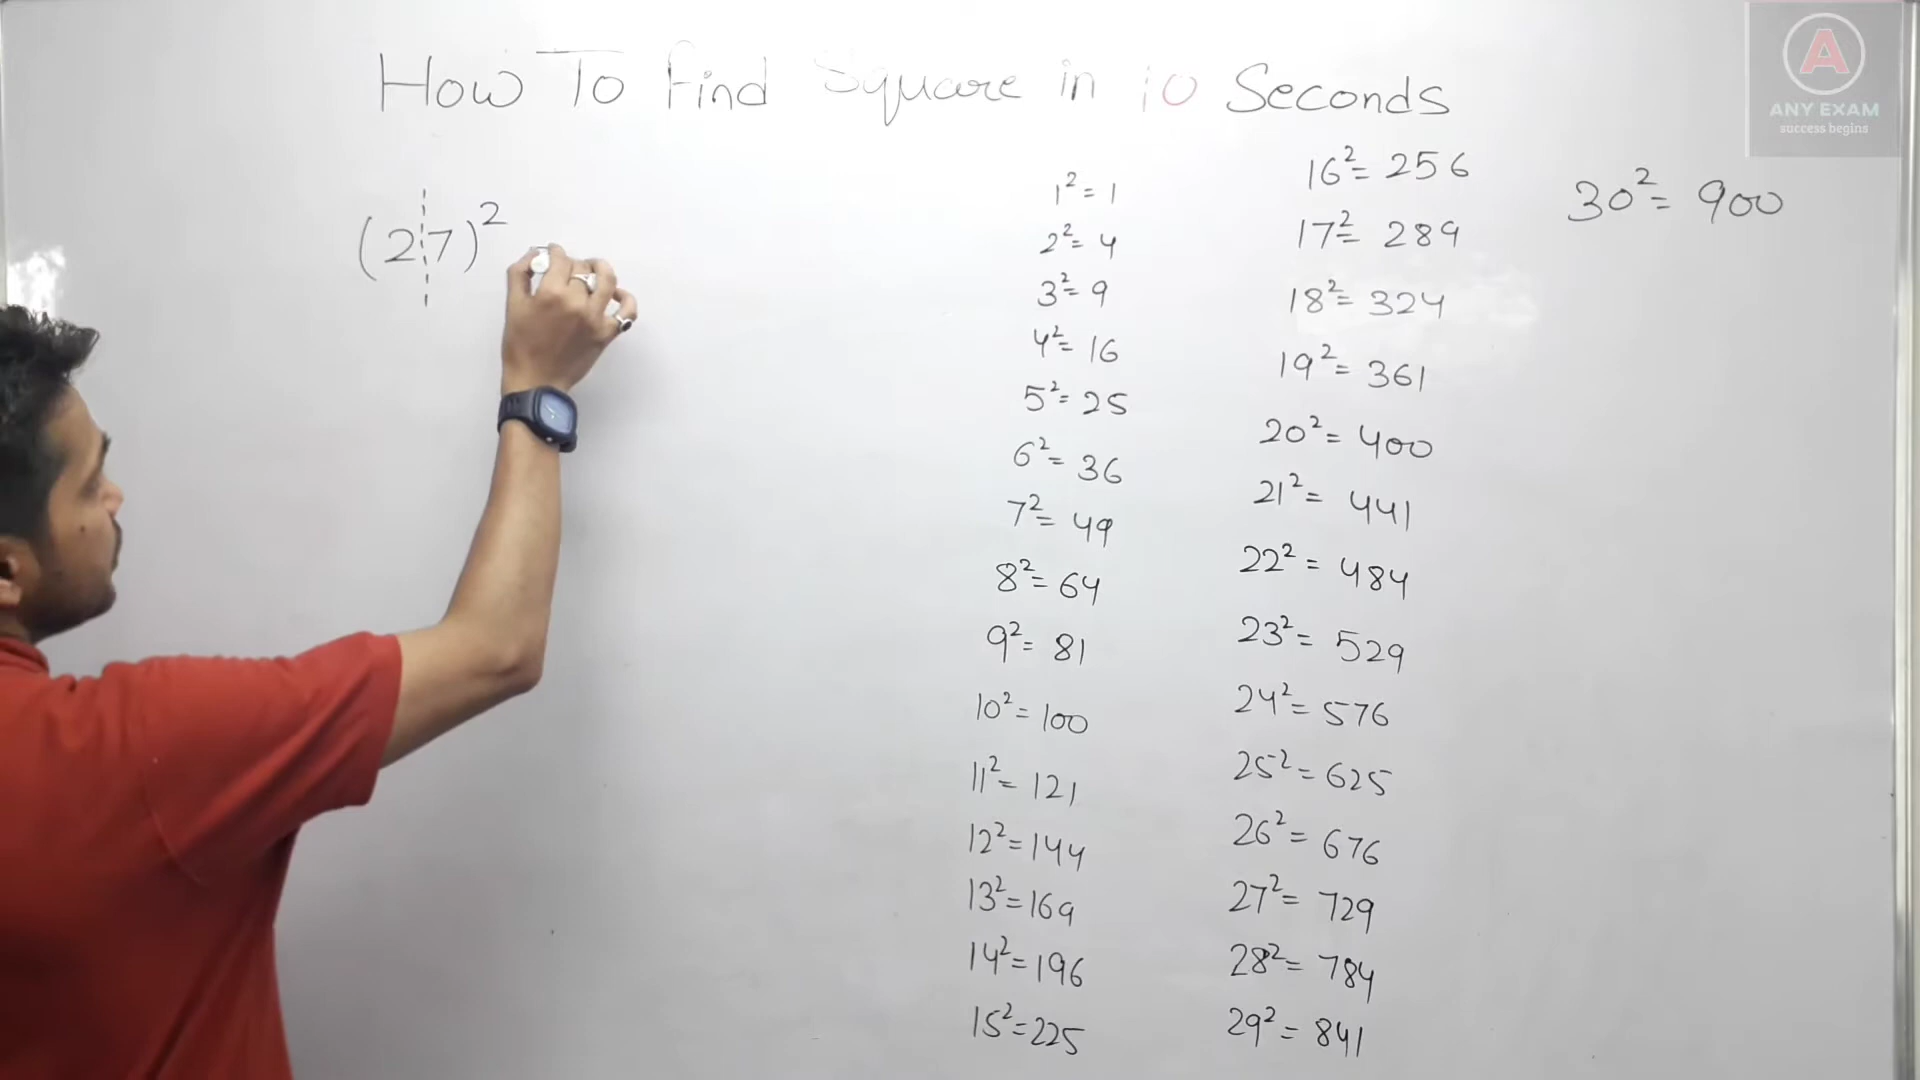 How To Find Square in 10 Seconds
(27)²
1² = 1
2² = 4
3² = 9
4² = 16
5² = 25
6² = 36
7² = 49
8² = 64
9² = 81
10² = 100
11² = 121
12² = 144
13² = 169
14² = 196
15² = 225
16² = 256
17² = 289
18² = 324
19² = 361
20² = 400
21² = 441
22² = 484
23² = 529
24² = 576
25² = 625
26² = 676
27² = 729
28² = 784
29² = 841
30² = 900
A
ANY EXAM
success begins